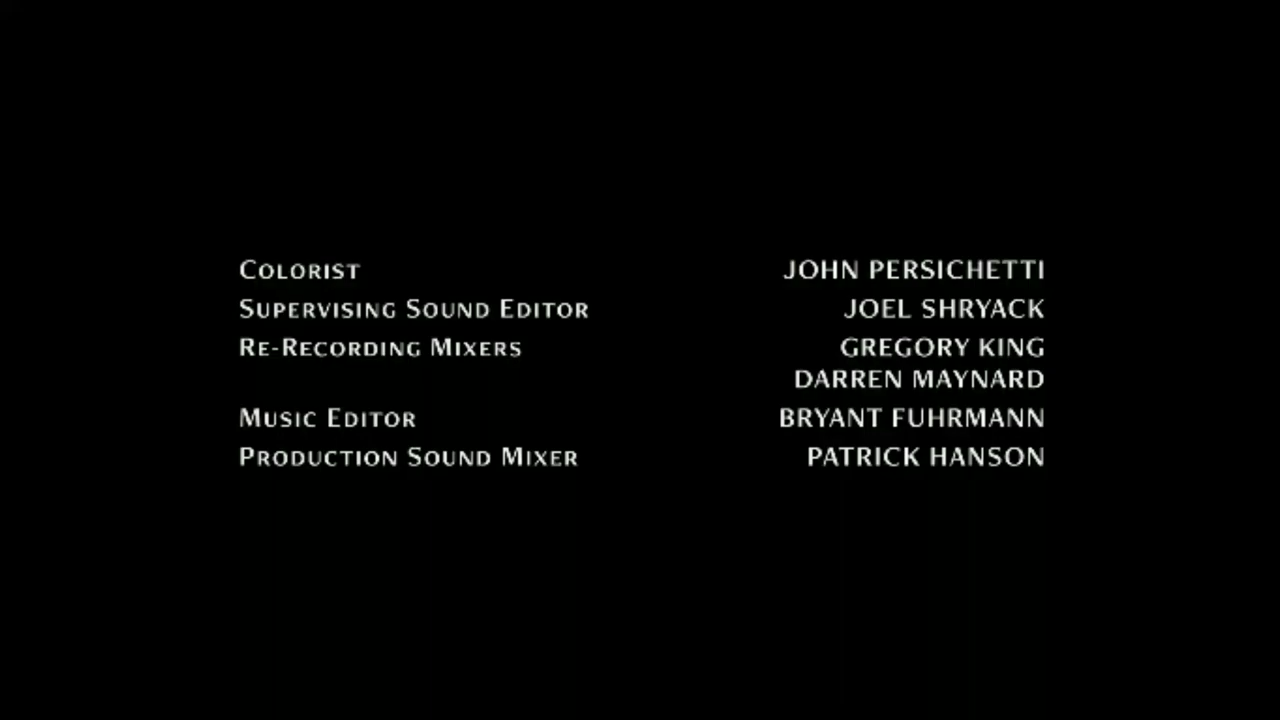 Colorist JOHN PERSICHETTI
Supervising Sound Editor JOEL SHRYACK
Re-Recording Mixers GREGORY KING
DARREN MAYNARD
Music Editor BRYANT FUHRMANN
Production Sound Mixer PATRICK HANSON